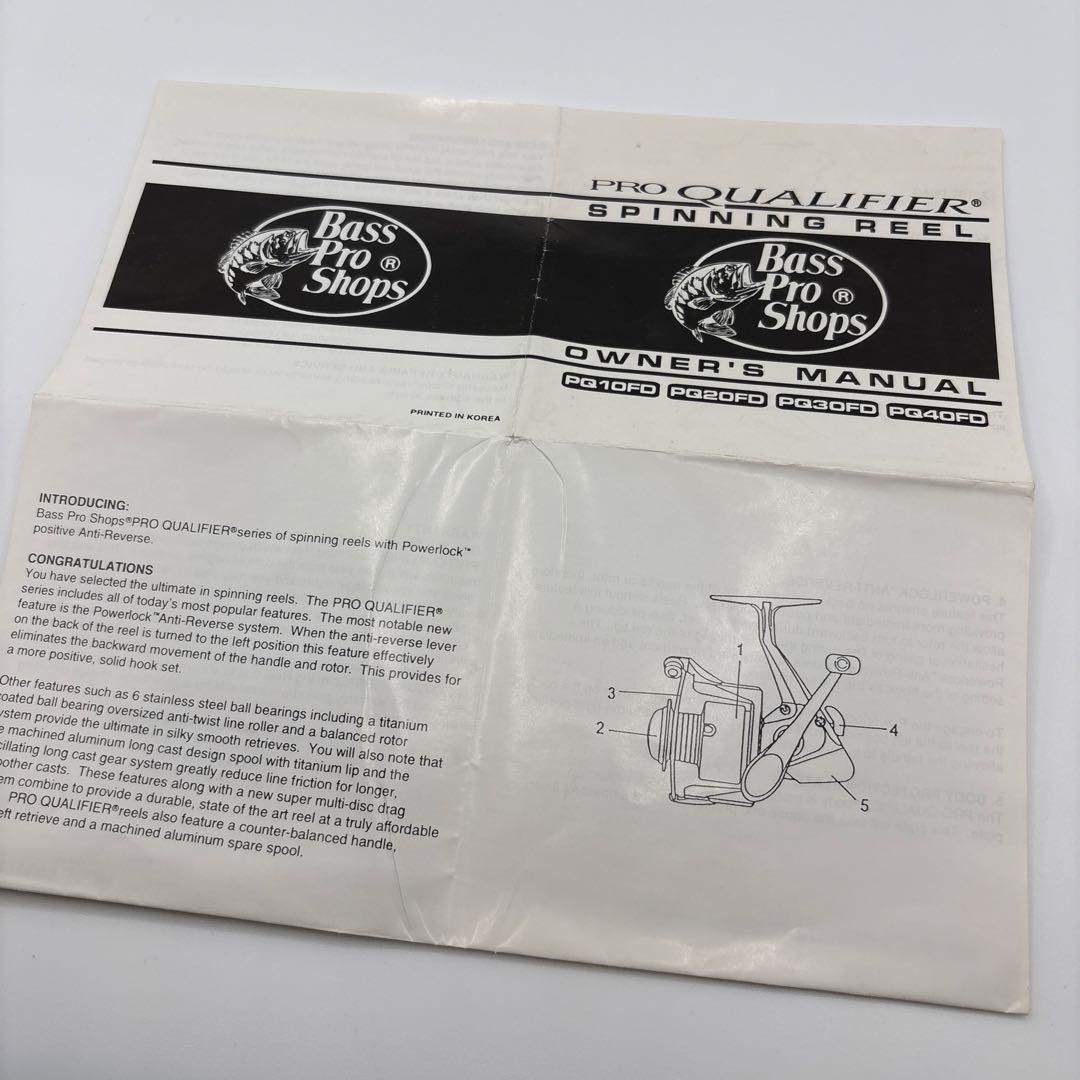 Bass
Pro ®
Shops
PRINTED IN KOREA
PRO QUALIFIER®
SPINNING REEL
Bass
Pro ®
Shops
OWNER'S MANUAL
PQ10FD PQ20FD PQ30FD PQ40FD
INTRODUCING:
Bass Pro Shops®PRO QUALIFIER®series of spinning reels with Powerlock™
positive Anti-Reverse.
CONGRATULATIONS
You have selected the ultimate in spinning reels. The PRO QUALIFIER®
series includes all of today's most popular features. The most notable new
feature is the Powerlock™Anti-Reverse system. When the anti-reverse lever
on the back of the reel is turned to the left position this feature effectively
eliminates the backward movement of the handle and rotor. This provides for
a more positive, solid hook set.
Other features such as 6 stainless steel ball bearings including a titanium
coated ball bearing oversized anti-twist line roller and a balanced rotor
ystem provide the ultimate in silky smooth retrieves. You will also note that
e machined aluminum long cast design spool with titanium lip and the
cillating long cast gear system greatly reduce line friction for longer,
oother casts. These features along with a new super multi-disc drag
em combine to provide a durable, state of the art reel at a truly affordable
PRO QUALIFIER®reels also feature a counter-balanced handle,
eft retrieve and a machined aluminum spare spool.
1
3
2
4
5